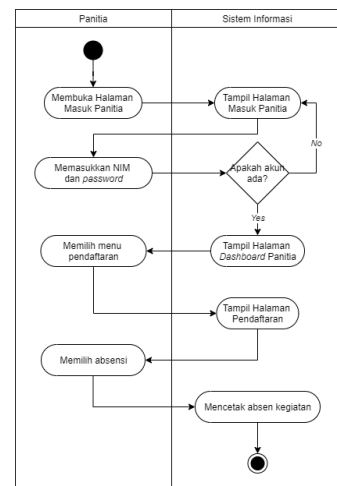 Panitia
Sistem Informasi
Membuka Halaman
Masuk Panitia
Tampil Halaman
Masuk Panitia
No
Memasukkan NIM
dan password
Apakah akun
ada?
Yes
Memilih menu
pendaftaran
Tampil Halaman
Dashboard Panitia
Tampil Halaman
Pendaftaran
Memilih absensi
Mencetak absen kegiatan